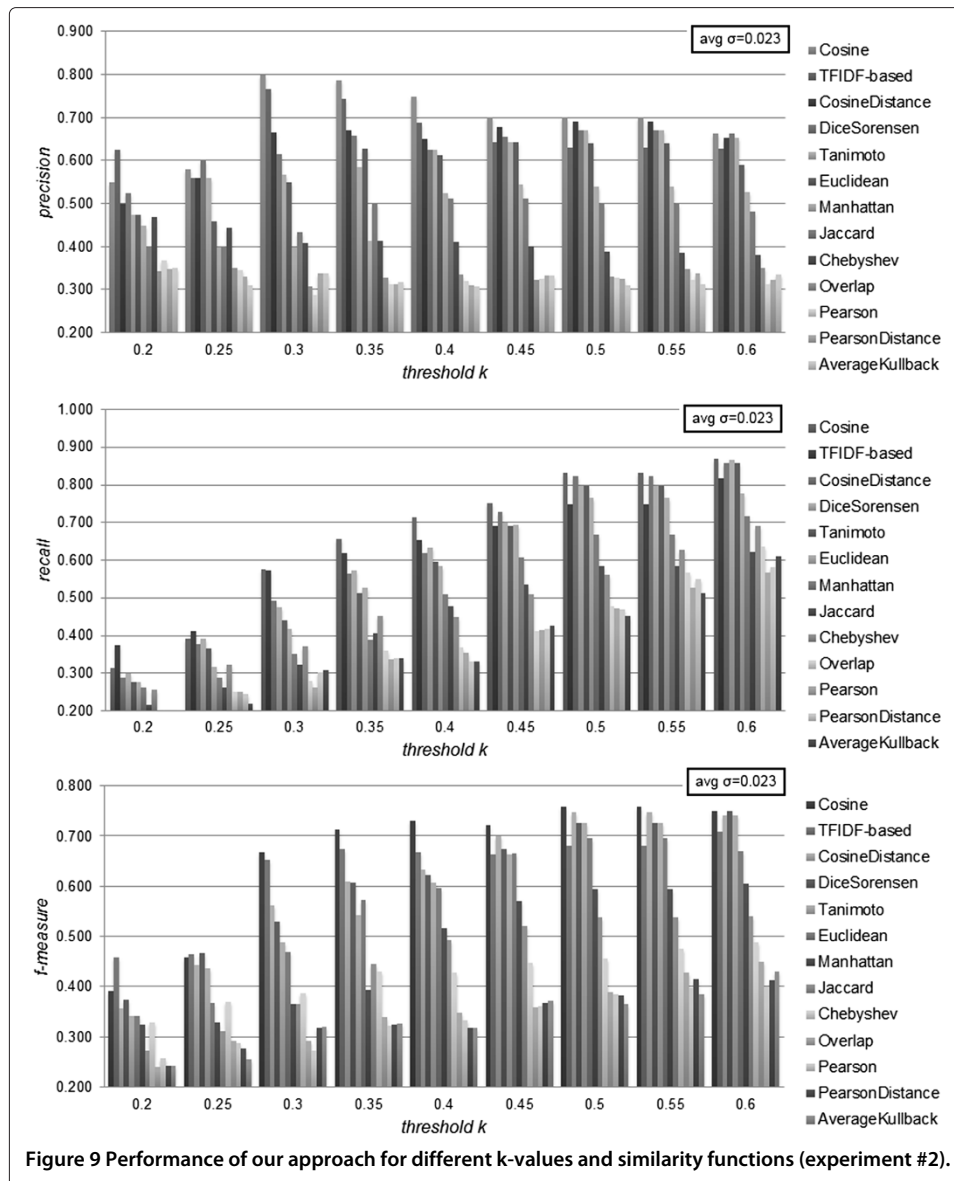 0.900
avg σ=0.023
0.800
0.700
0.600
0.500
0.400
0.300
0.200
precision
0.2 0.25 0.3 0.35 0.4 0.45 0.5 0.55 0.6
threshold k
Cosine
TFIDF-based
CosineDistance
DiceSorensen
Tanimoto
Euclidean
Manhattan
Jaccard
Chebyshev
Overlap
Pearson
PearsonDistance
AverageKullback
1.000
avg σ=0.023
0.900
0.800
0.700
0.600
0.500
0.400
0.300
0.200
recall
0.2 0.25 0.3 0.35 0.4 0.45 0.5 0.55 0.6
threshold k
Cosine
TFIDF-based
CosineDistance
DiceSorensen
Tanimoto
Euclidean
Manhattan
Jaccard
Chebyshev
Overlap
Pearson
PearsonDistance
AverageKullback
0.800
avg σ=0.023
0.700
0.600
0.500
0.400
0.300
0.200
f-measure
0.2 0.25 0.3 0.35 0.4 0.45 0.5 0.55 0.6
threshold k
Cosine
TFIDF-based
CosineDistance
DiceSorensen
Tanimoto
Euclidean
Manhattan
Jaccard
Chebyshev
Overlap
Pearson
PearsonDistance
AverageKullback
Figure 9 Performance of our approach for different k-values and similarity functions (experiment #2).